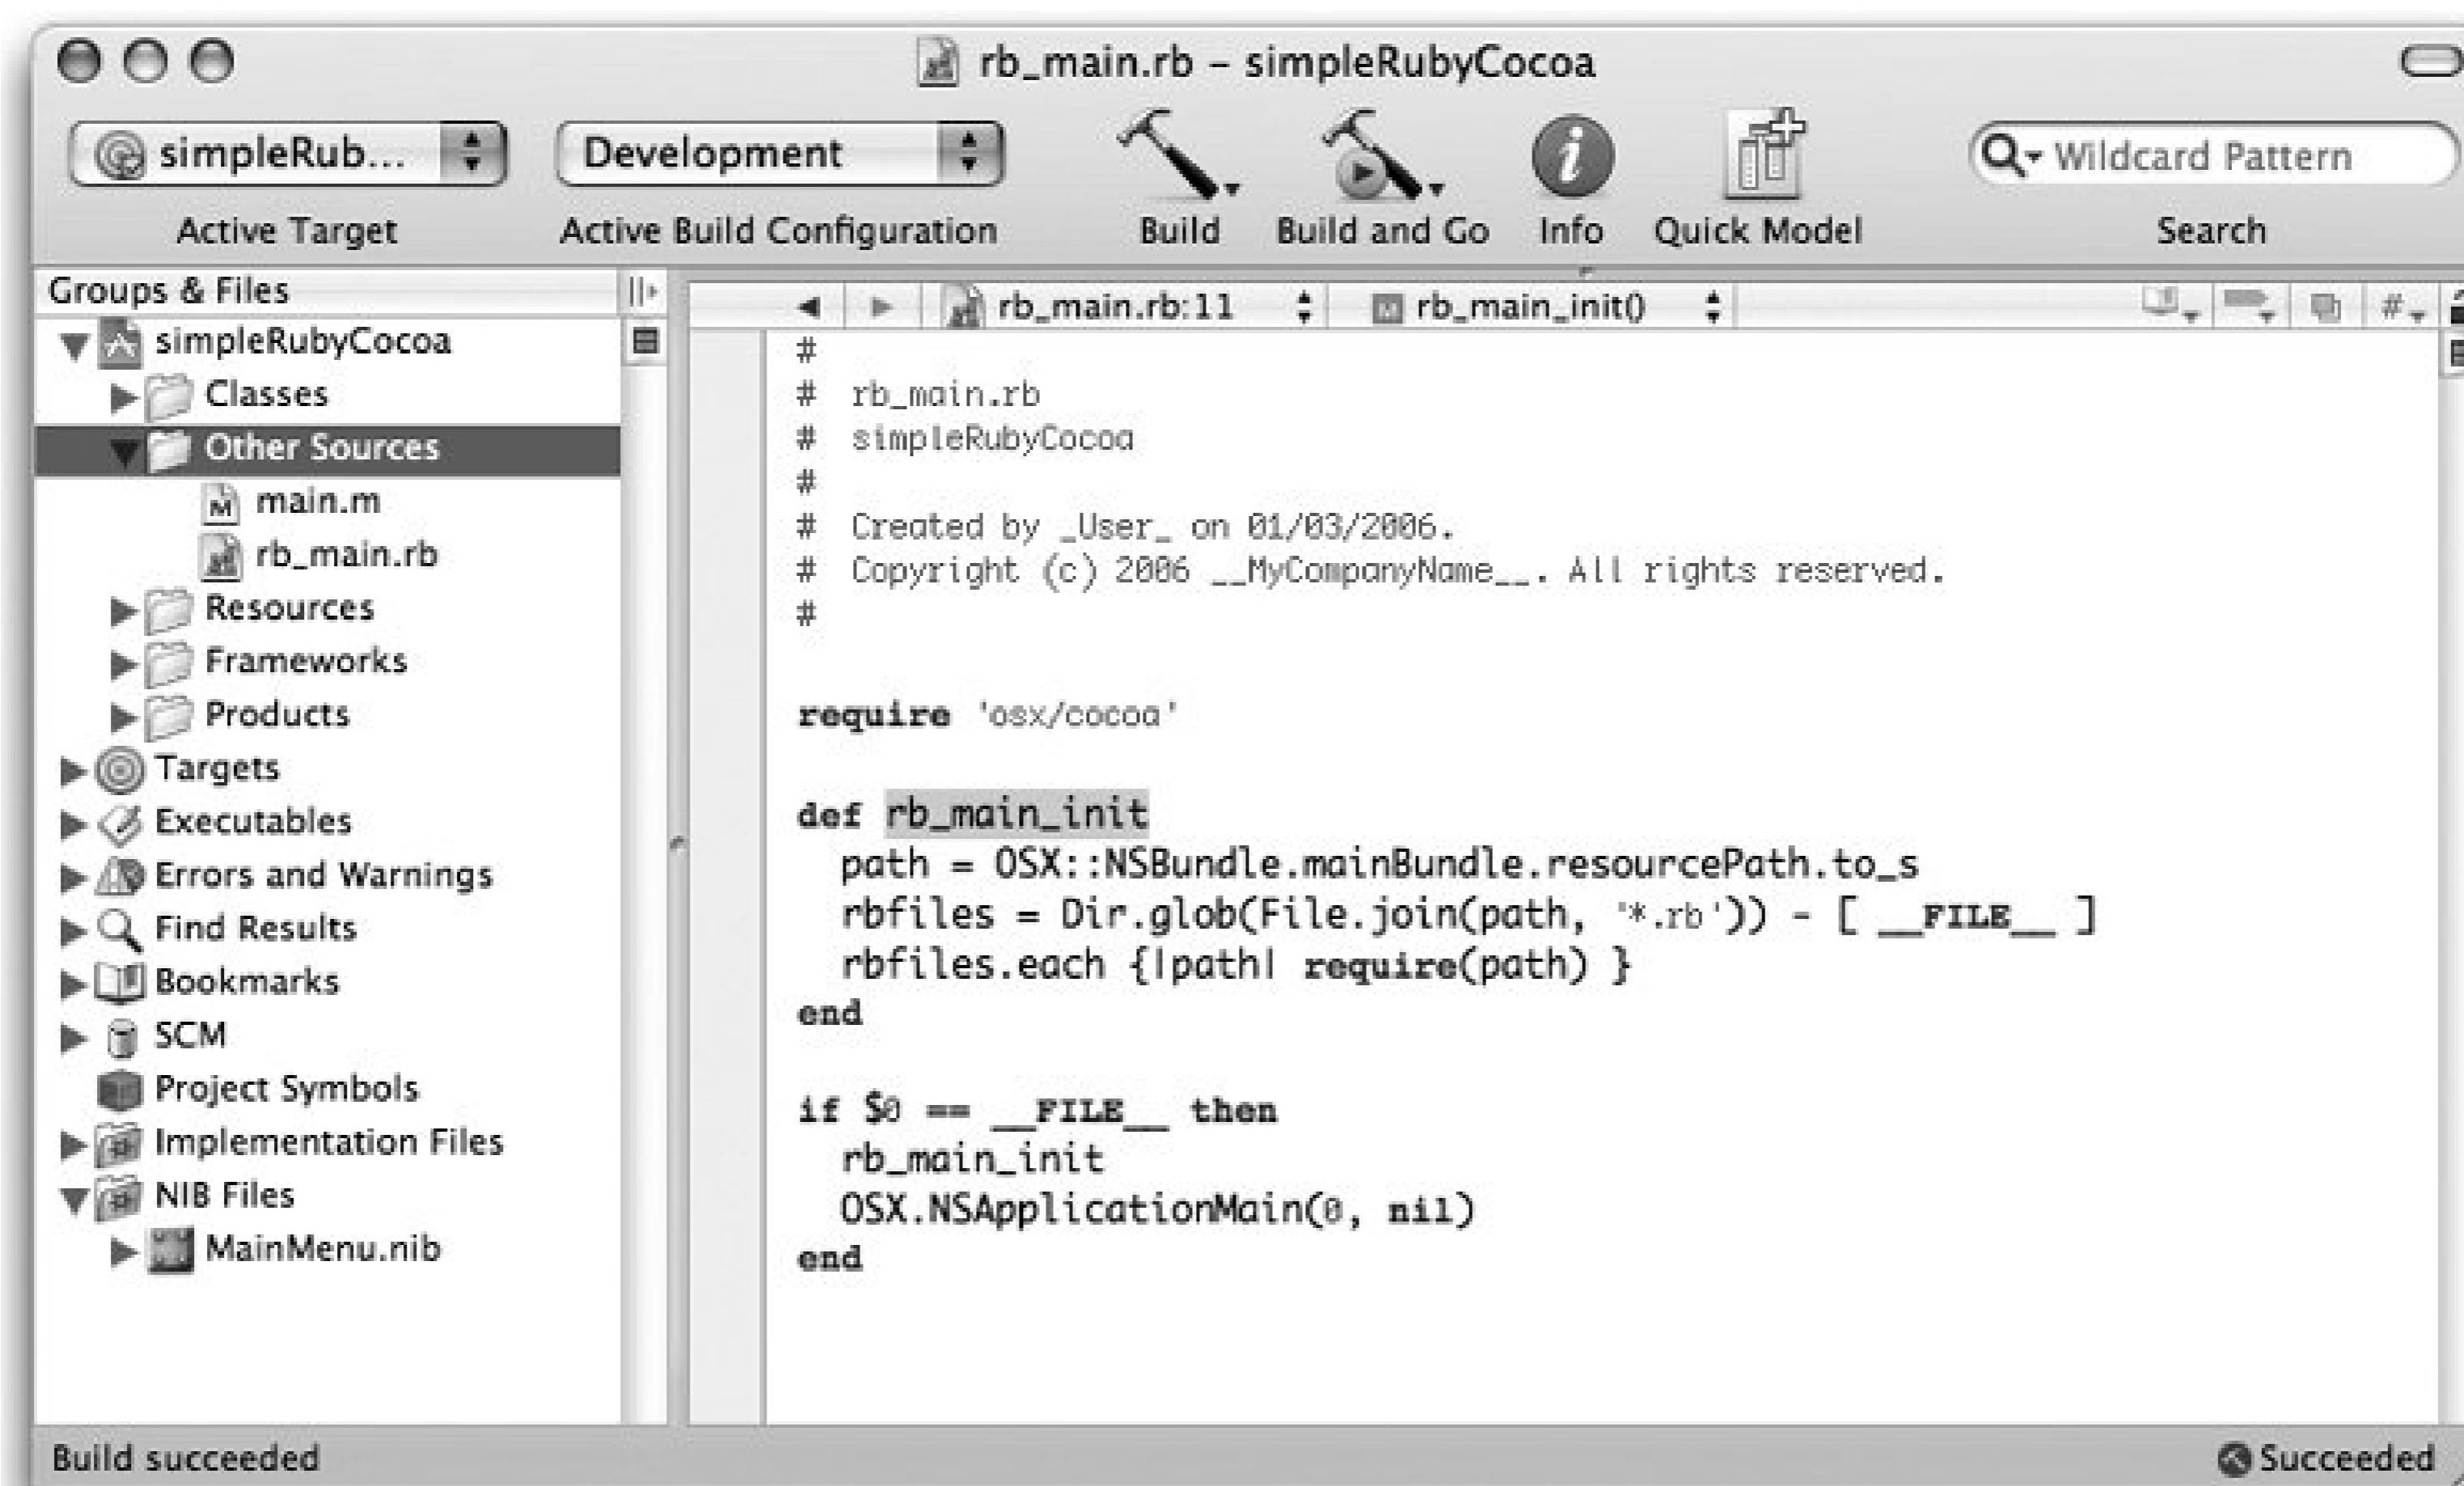 rb_main.rb – simpleRubyCocoa
simpleRub... Development Wildcard Pattern
Active Target Active Build Configuration Build Build and Go Info Quick Model Search
Groups & Files
simpleRubyCocoa
Classes
Other Sources
main.m
rb_main.rb
Resources
Frameworks
Products
Targets
Executables
Errors and Warnings
Find Results
Bookmarks
SCM
Project Symbols
Implementation Files
NIB Files
MainMenu.nib
rb_main.rb:11 M rb_main_init() #
#
# rb_main.rb
# simpleRubyCocoa
#
# Created by _User_ on 01/03/2006.
# Copyright (c) 2006 __MyCompanyName__. All rights reserved.
#
require 'osx/cocoa'
def rb_main_init
path = OSX::NSBundle.mainBundle.resourcePath.to_s
rbfiles = Dir.glob(File.join(path, '*.rb')) - [ __FILE__ ]
rbfiles.each {|path| require(path) }
end
if $0 == __FILE__ then
rb_main_init
OSX.NSApplicationMain(0, nil)
end
Build succeeded Succeeded